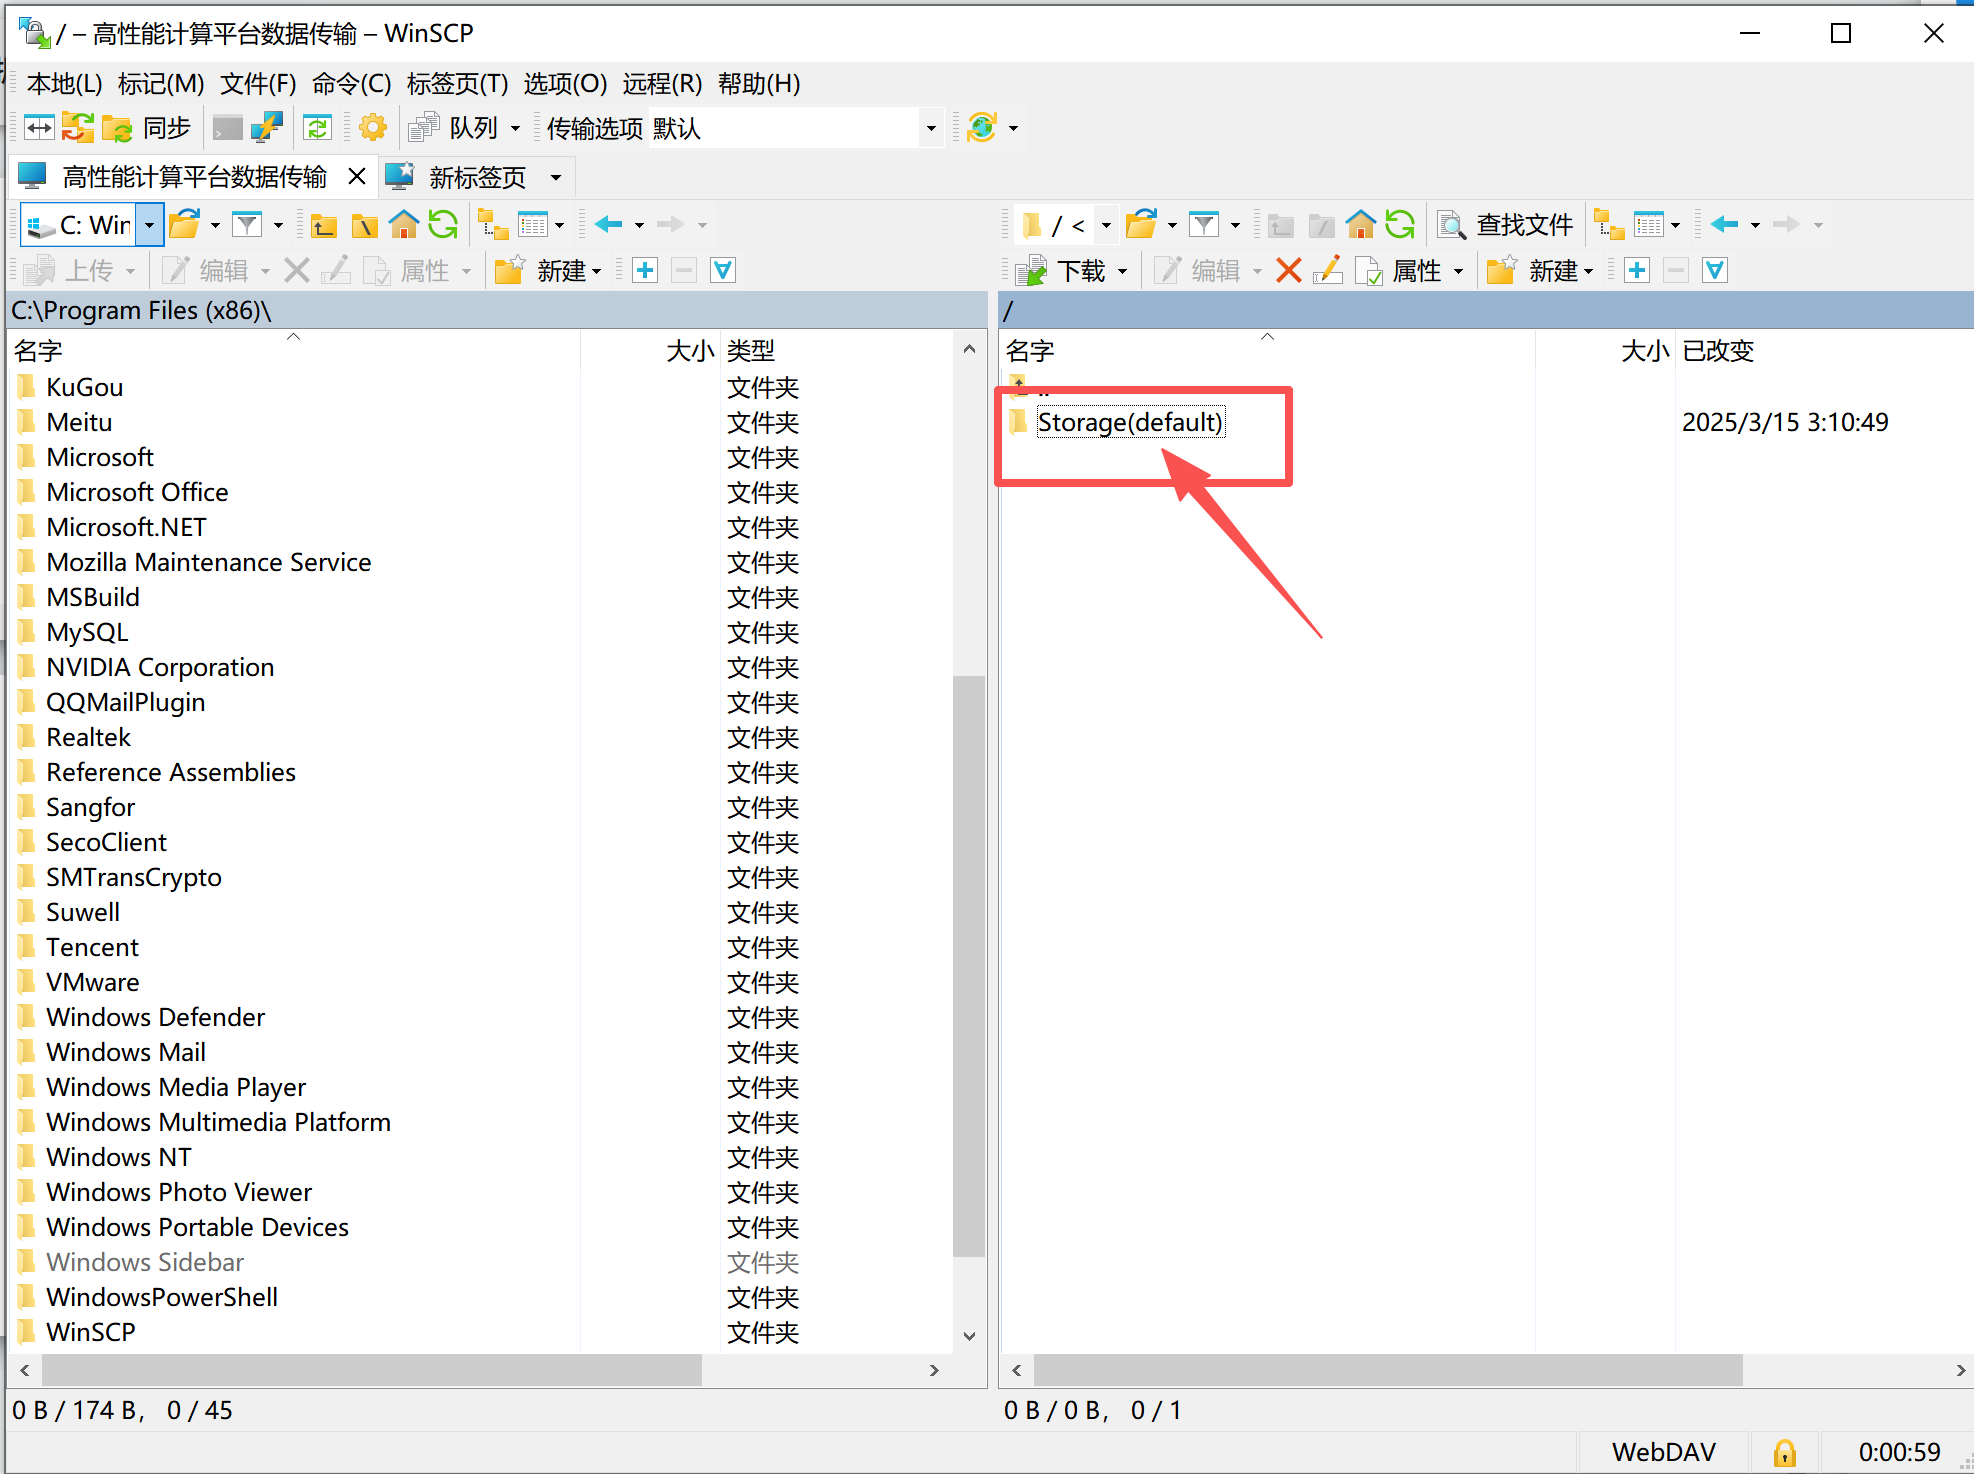 / – 高性能计算平台数据传输 – WinSCP
本地(L) 标记(M) 文件(F) 命令(C) 标签页(T) 选项(O) 远程(R) 帮助(H)
同步 队列 传输选项 默认
高性能计算平台数据传输 新标签页
C: Win
上传 编辑 属性 新建
C:\Program Files (x86)\
名字 大小 类型
KuGou 文件夹
Meitu 文件夹
Microsoft 文件夹
Microsoft Office 文件夹
Microsoft.NET 文件夹
Mozilla Maintenance Service 文件夹
MSBuild 文件夹
MySQL 文件夹
NVIDIA Corporation 文件夹
QQMailPlugin 文件夹
Realtek 文件夹
Reference Assemblies 文件夹
Sangfor 文件夹
SecoClient 文件夹
SMTransCrypto 文件夹
Suwell 文件夹
Tencent 文件夹
VMware 文件夹
Windows Defender 文件夹
Windows Mail 文件夹
Windows Media Player 文件夹
Windows Multimedia Platform 文件夹
Windows NT 文件夹
Windows Photo Viewer 文件夹
Windows Portable Devices 文件夹
Windows Sidebar 文件夹
WindowsPowerShell 文件夹
WinSCP 文件夹
0 B / 174 B, 0 / 45
/ < 查找文件
下载 编辑 属性 新建
/
名字 大小 已改变
..
Storage(default) 2025/3/15 3:10:49
0 B / 0 B, 0 / 1
WebDAV 0:00:59